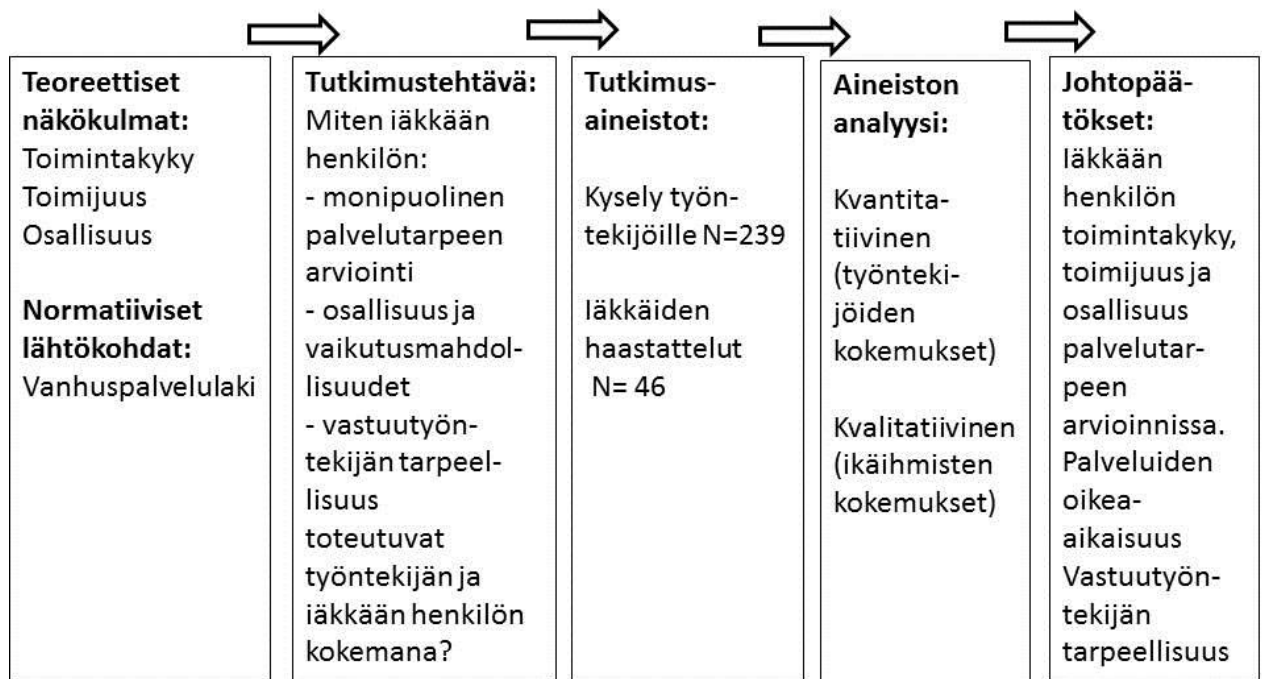 Teoreettiset
näkökulmat:
Toimintakyky
Toimijuus
Osallisuus
Normatiiviset
lähtökohdat:
Vanhuspalvelulaki
Tutkimustehtävä:
Miten iäkkään
henkilön:
- monipuolinen
palvelutarpeen
arviointi
- osallisuus ja
vaikutusmahdol-
lisuudet
- vastuutyön-
tekijän tarpeel-
lisuus
toteutuvat
työntekijän ja
iäkkään henkilön
kokemana?
Tutkimus-
aineistot:
Kysely työn-
tekijöille N=239
Iäkkäiden
haastattelut
N= 46
Aineiston
analyysi:
Kvantita-
tiivinen
(työnteki-
jöiden
kokemukset)
Kvalitatiivinen
(ikäihmisten
kokemukset)
Johtopää-
tökset:
Iäkkään
henkilön
toimintakyky,
toimijuus ja
osallisuus
palvelutar-
peen
arvioinnissa.
Palveluiden
oikea-
aikaisuus
Vastuutyön-
tekijän
tarpeellisuus